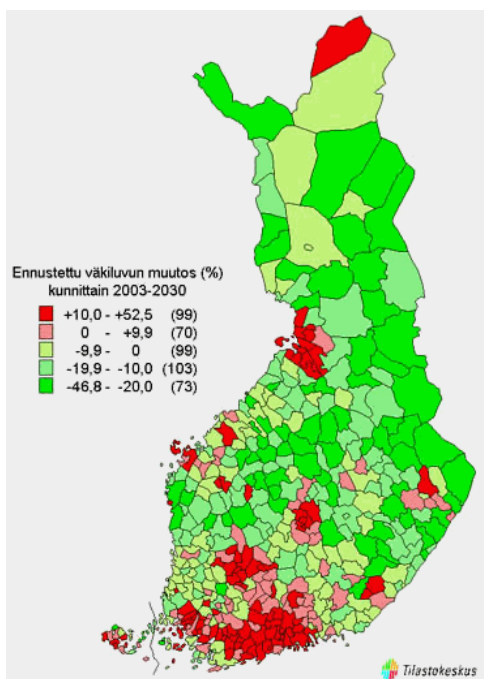 Ennustettu väkiluvun muutos (%)
kunnittain 2003-2030
+10,0 - +52,5 (99)
0 - +9,9 (70)
-9,9 - 0 (99)
-19,9 - -10,0 (103)
-46,8 - -20,0 (73)
Tilastokeskus